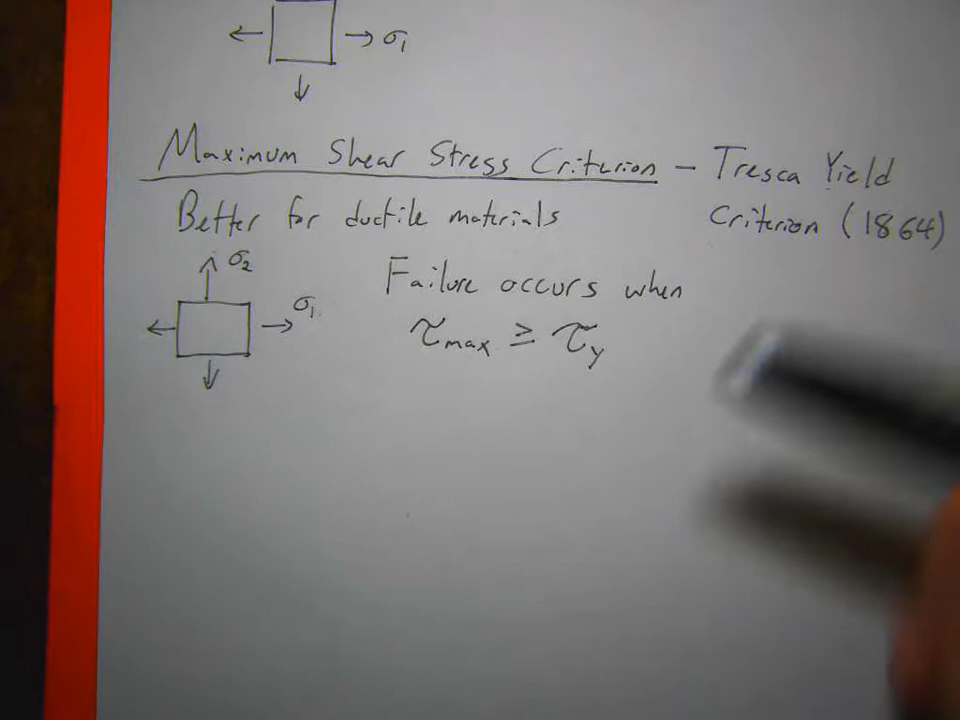 σ₁
Maximum Shear Stress Criterion - Tresca Yield
Better for ductile materials Criterion (1864)
σ₂
Failure occurs when
σ₁
τmax ≥ τy